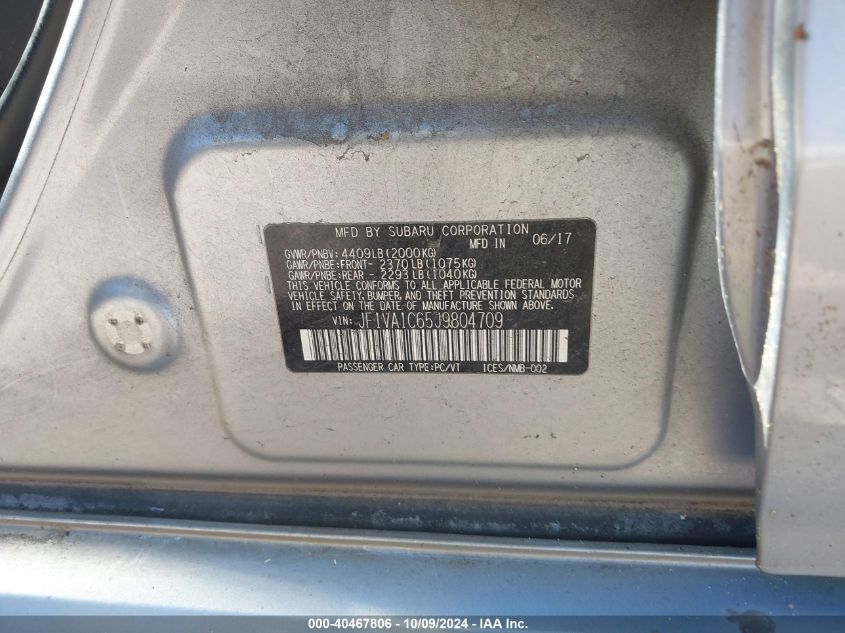 MFD BY SUBARU CORPORATION
MFD IN 06/17
GVWR/PNBV: 4409LB(2000KG)
GAWR/PNBE:FRONT- 2370LB(1075KG)
GAWR/PNBE:REAR - 2293LB(1040KG)
THIS VEHICLE CONFORMS TO ALL APPLICABLE FEDERAL MOTOR
VEHICLE SAFETY, BUMPER, AND THEFT PREVENTION STANDARDS
IN EFFECT ON THE DATE OF MANUFACTURE SHOWN ABOVE.
VIN: JF1VA1C65J9804709
PASSENGER CAR TYPE:PC/VT ICES/NMB-002
000-40467806 - 10/09/2024 - IAAI.com